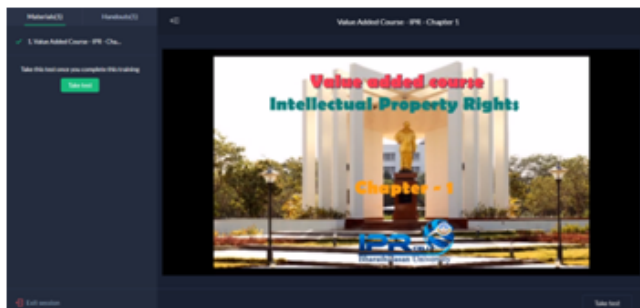 Materials(1) Handouts(1)
1. Value Added Course - IPR - Cha...
Take this test once you complete this training
Take test
Value Added Course - IPR - Chapter 1
Value added course
Intellectual Property Rights
Chapter - 1
IPR
Bharathidasan University
Exit session
Take test